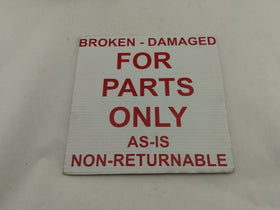 BROKEN - DAMAGED
FOR
PARTS
ONLY
AS-IS
NON-RETURNABLE